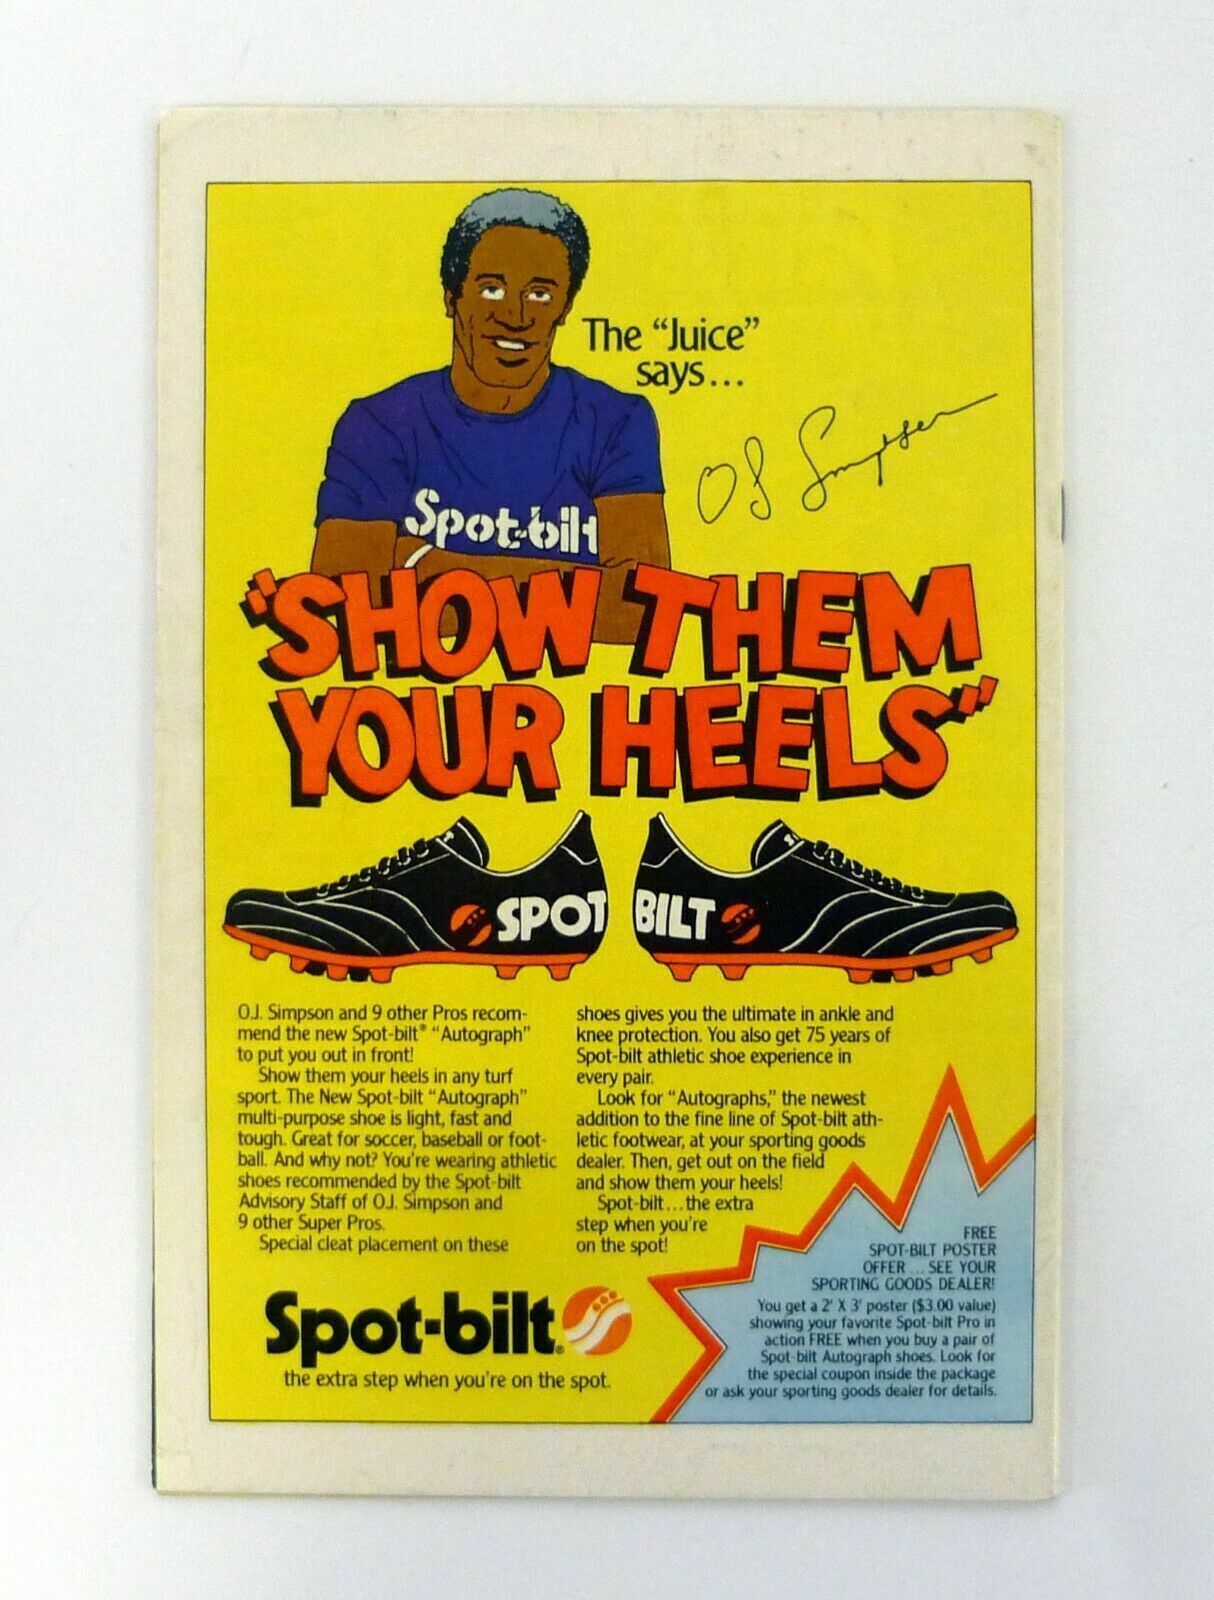 The “Juice”
says...
OJ Simpson
Spot-bilt
“SHOW THEM
YOUR HEELS”
SPOT BILT
O.J. Simpson and 9 other Pros recom-
mend the new Spot-bilt® “Autograph”
to put you out in front!
Show them your heels in any turf
sport. The New Spot-bilt “Autograph”
multi-purpose shoe is light, fast and
tough. Great for soccer, baseball or foot-
ball. And why not? You're wearing athletic
shoes recommended by the Spot-bilt
Advisory Staff of O.J. Simpson and
9 other Super Pros.
Special cleat placement on these
shoes gives you the ultimate in ankle and
knee protection. You also get 75 years of
Spot-bilt athletic shoe experience in
every pair.
Look for “Autographs,” the newest
addition to the fine line of Spot-bilt ath-
letic footwear, at your sporting goods
dealer. Then, get out on the field
and show them your heels!
Spot-bilt...the extra
step when you're
on the spot!
FREE
SPOT-BILT POSTER
OFFER ... SEE YOUR
SPORTING GOODS DEALER!
You get a 2' X 3' poster ($3.00 value)
showing your favorite Spot-bilt Pro in
action FREE when you buy a pair of
Spot-bilt Autograph shoes. Look for
the special coupon inside the package
or ask your sporting goods dealer for details.
Spot-bilt®
the extra step when you're on the spot.